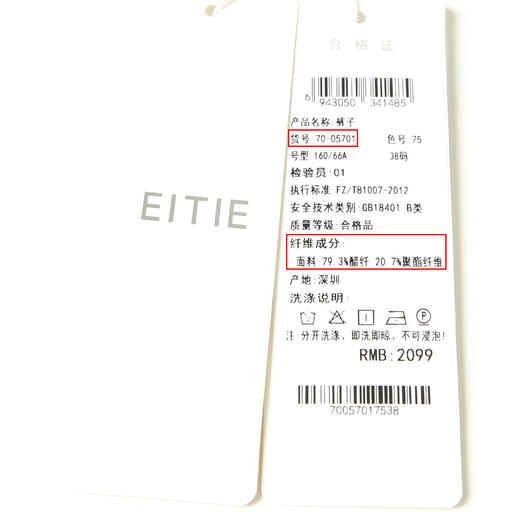 EITIE
合格证
6 943050 341485
产品名称:裤子
货号:70-05701 色号 75
号型:160/66A 38码
检验员:01
执行标准:FZ/T81007-2012
安全技术类别:GB18401 B类
质量等级:合格品
纤维成分:
面料:79.3%醋纤 20.7%聚酯纤维
产地:深圳
洗涤说明:
注:分开洗涤、即洗即晾、不可浸泡!
RMB:2099
70057017538